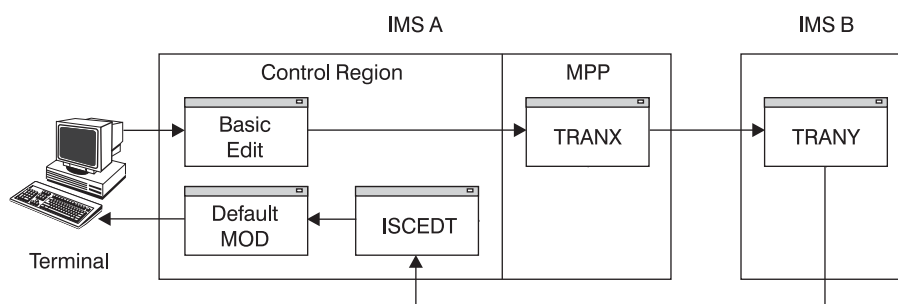 IMS A
IMS B
Control Region
MPP
Basic
Edit
TRANX
TRANY
Default
MOD
ISCEDT
Terminal